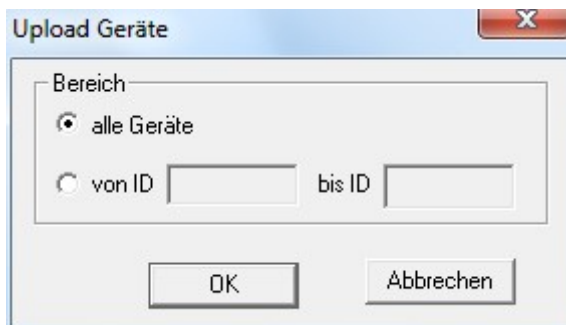 Upload Geräte
Bereich
alle Geräte
von ID bis ID
OK Abbrechen